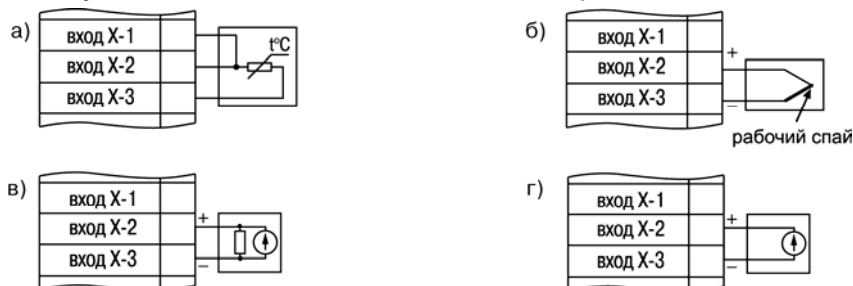 а)
вход X-1
вход X-2
вход X-3
t°C
б)
вход X-1
вход X-2
вход X-3
+
–
рабочий спай
в)
вход X-1
вход X-2
вход X-3
+
–
г)
вход X-1
вход X-2
вход X-3
+
–